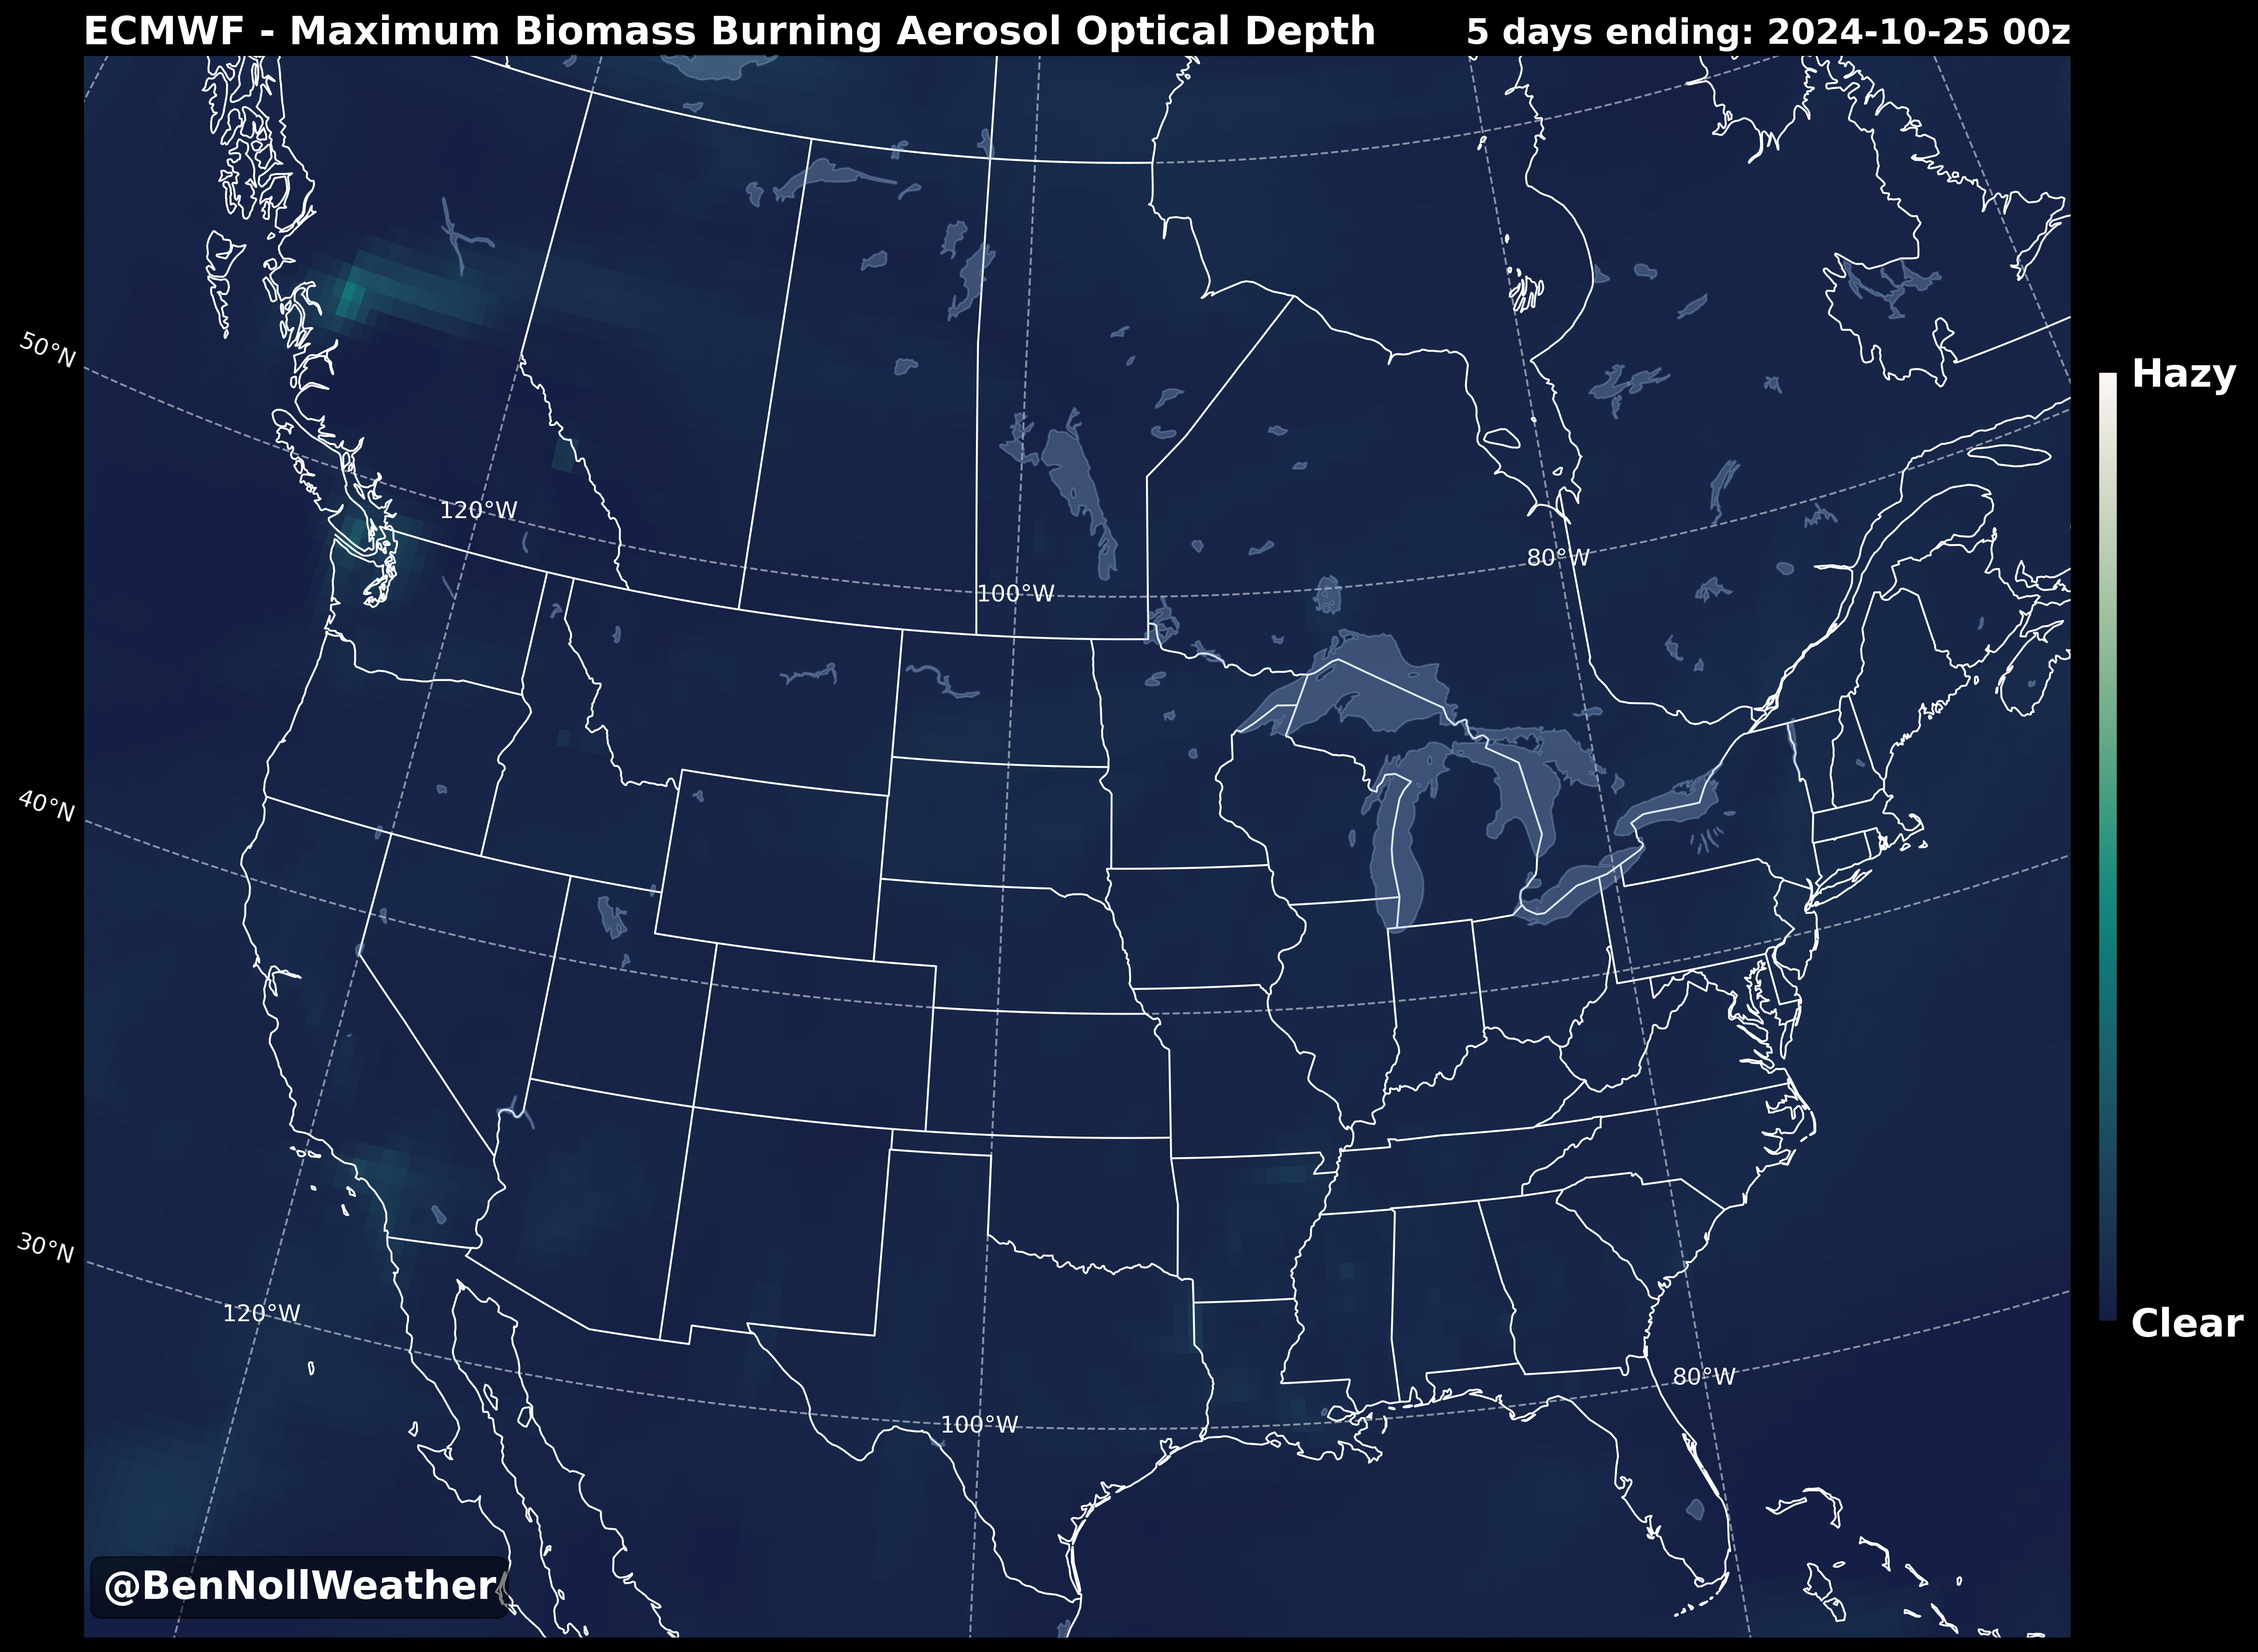 ECMWF - Maximum Biomass Burning Aerosol Optical Depth
5 days ending: 2024-10-25 00z
50°N
Hazy
120°W
80°W
100°W
40°N
30°N
120°W
Clear
80°W
100°W
@BenNollWeather